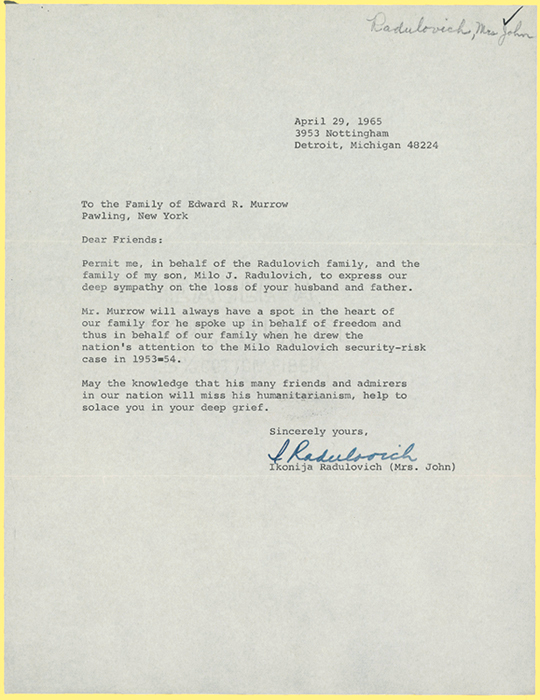 Radulovich, Mrs John
April 29, 1965
3953 Nottingham
Detroit, Michigan 48224
To the Family of Edward R. Murrow
Pawling, New York
Dear Friends:
Permit me, in behalf of the Radulovich family, and the
family of my son, Milo J. Radulovich, to express our
deep sympathy on the loss of your husband and father.
Mr. Murrow will always have a spot in the heart of
our family for he spoke up in behalf of freedom and
thus in behalf of our family when he drew the
nation's attention to the Milo Radulovich security-risk
case in 1953=54.
May the knowledge that his many friends and admirers
in our nation will miss his humanitarianism, help to
solace you in your deep grief.
Sincerely yours,
I Radulovich
Ikonija Radulovich (Mrs. John)